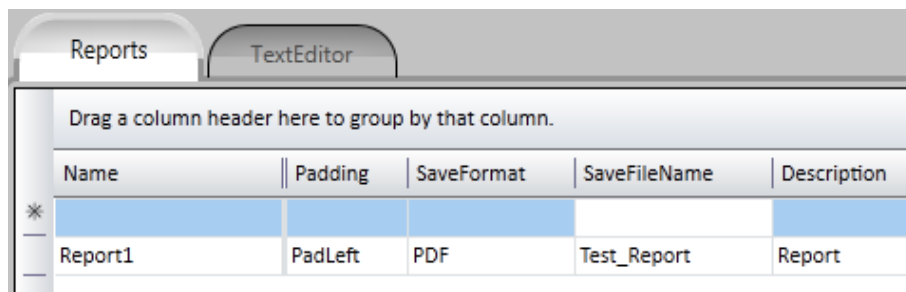 Reports TextEditor
Drag a column header here to group by that column.
Name Padding SaveFormat SaveFileName Description
Report1 PadLeft PDF Test_Report Report